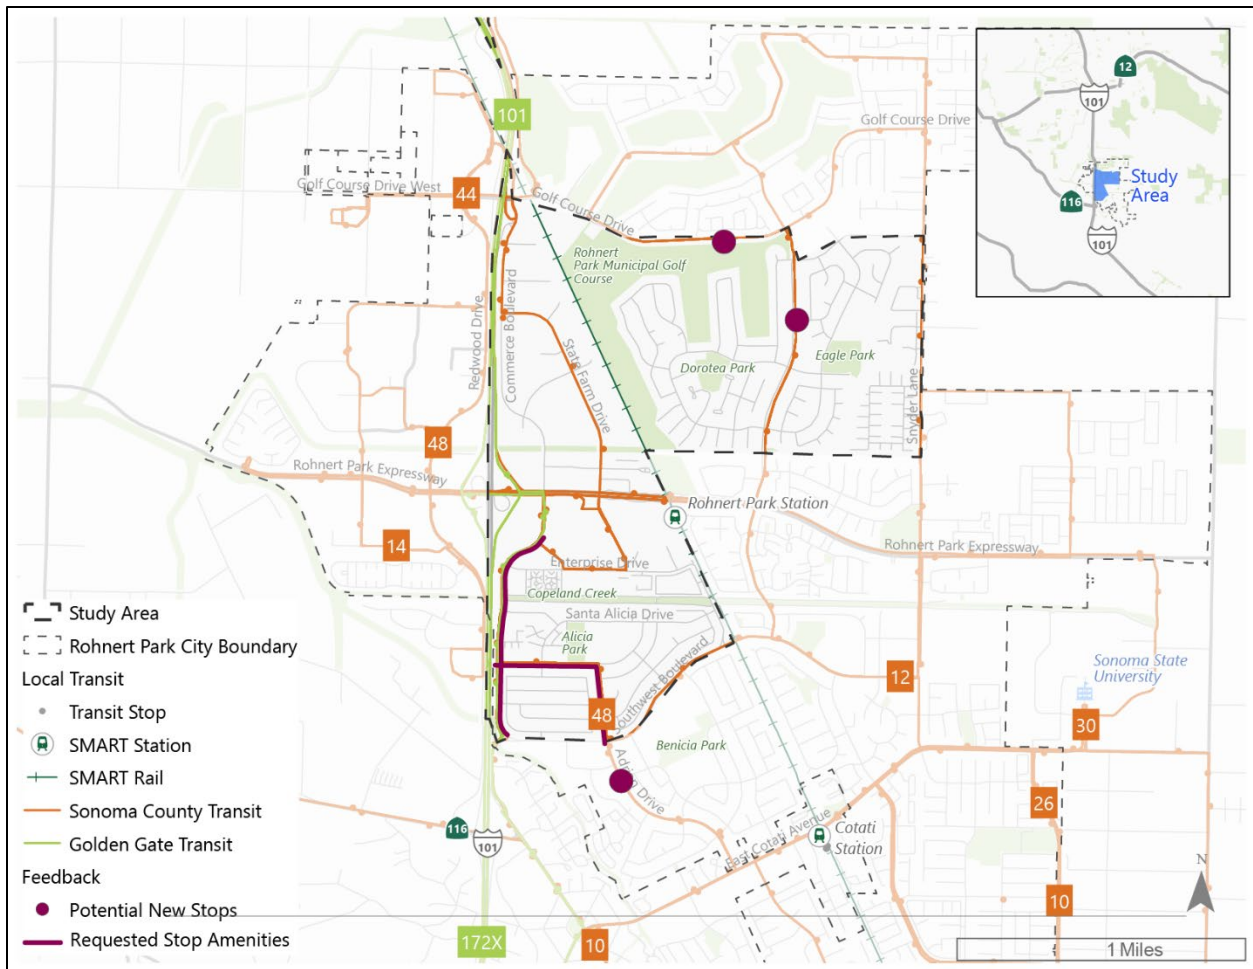 101
12
101
Golf Course Drive
Study
Area
116
101
Golf Course Drive West
44
Golf Course Drive
Rohnert
Park Municipal Golf
Course
Redwood Drive
Commerce Boulevard
State Farm Drive
Dorotea Park
Eagle Park
Snyder Lane
48
Rohnert Park Expressway
Rohnert Park Station
14
Enterprise Drive
Rohnert Park Expressway
Copeland Creek
Santa Alicia Drive
Alicia
Park
Southwest Boulevard
12
Sonoma State
University
48
30
Benicia Park
Adrian Drive
26
116
101
East Cotati Avenue
Cotati
Station
N
10
172X
10
1 Miles
Study Area
Rohnert Park City Boundary
Local Transit
Transit Stop
SMART Station
SMART Rail
Sonoma County Transit
Golden Gate Transit
Feedback
Potential New Stops
Requested Stop Amenities